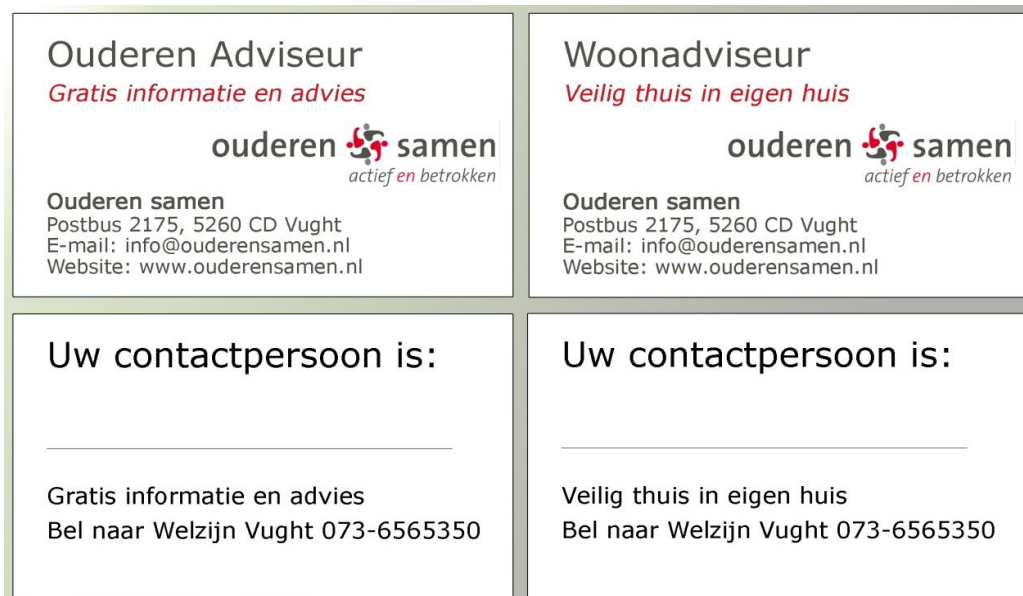 Ouderen Adviseur
Gratis informatie en advies
ouderen samen
actief en betrokken
Ouderen samen
Postbus 2175, 5260 CD Vught
E-mail: info@ouderensamen.nl
Website: www.ouderensamen.nl
Woonadviseur
Veilig thuis in eigen huis
ouderen samen
actief en betrokken
Ouderen samen
Postbus 2175, 5260 CD Vught
E-mail: info@ouderensamen.nl
Website: www.ouderensamen.nl
Uw contactpersoon is:
Gratis informatie en advies
Bel naar Welzijn Vught 073-6565350
Uw contactpersoon is:
Veilig thuis in eigen huis
Bel naar Welzijn Vught 073-6565350